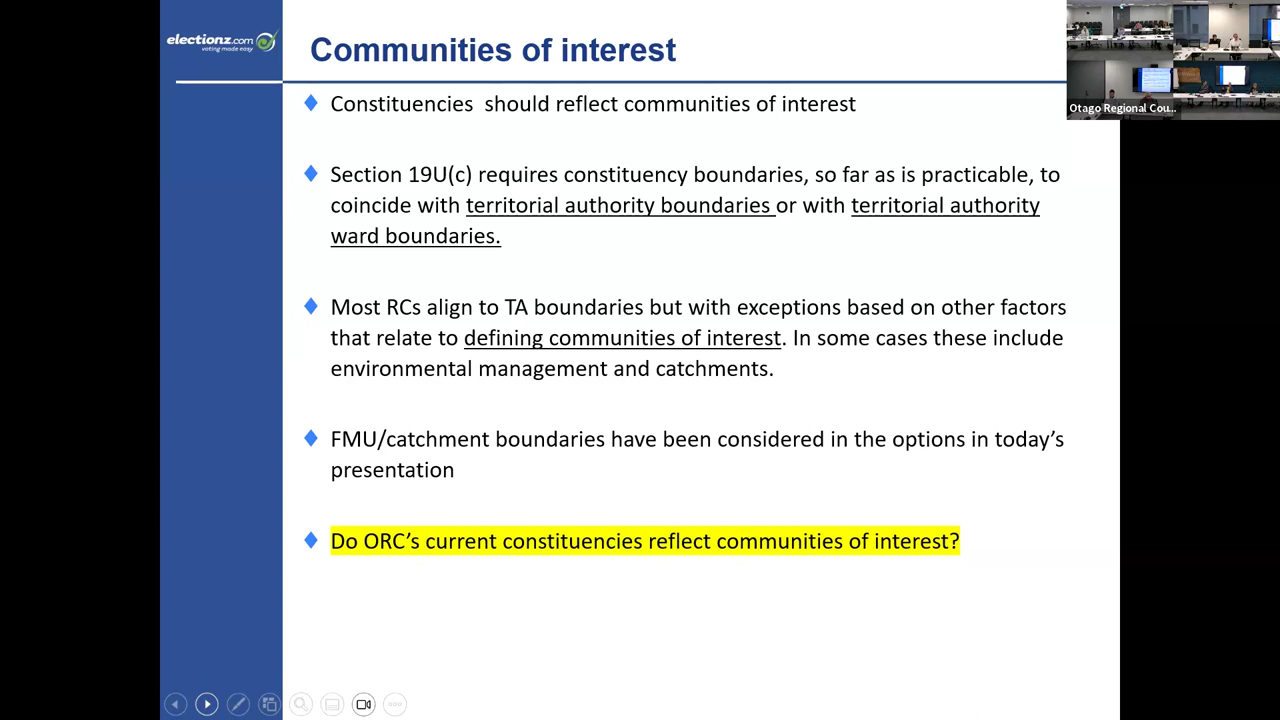 electionz.com
voting made easy
Communities of interest
Otago Regional Cou...
Constituencies should reflect communities of interest
Section 19U(c) requires constituency boundaries, so far as is practicable, to
coincide with territorial authority boundaries or with territorial authority
ward boundaries.
Most RCs align to TA boundaries but with exceptions based on other factors
that relate to defining communities of interest. In some cases these include
environmental management and catchments.
FMU/catchment boundaries have been considered in the options in today's
presentation
Do ORC's current constituencies reflect communities of interest?